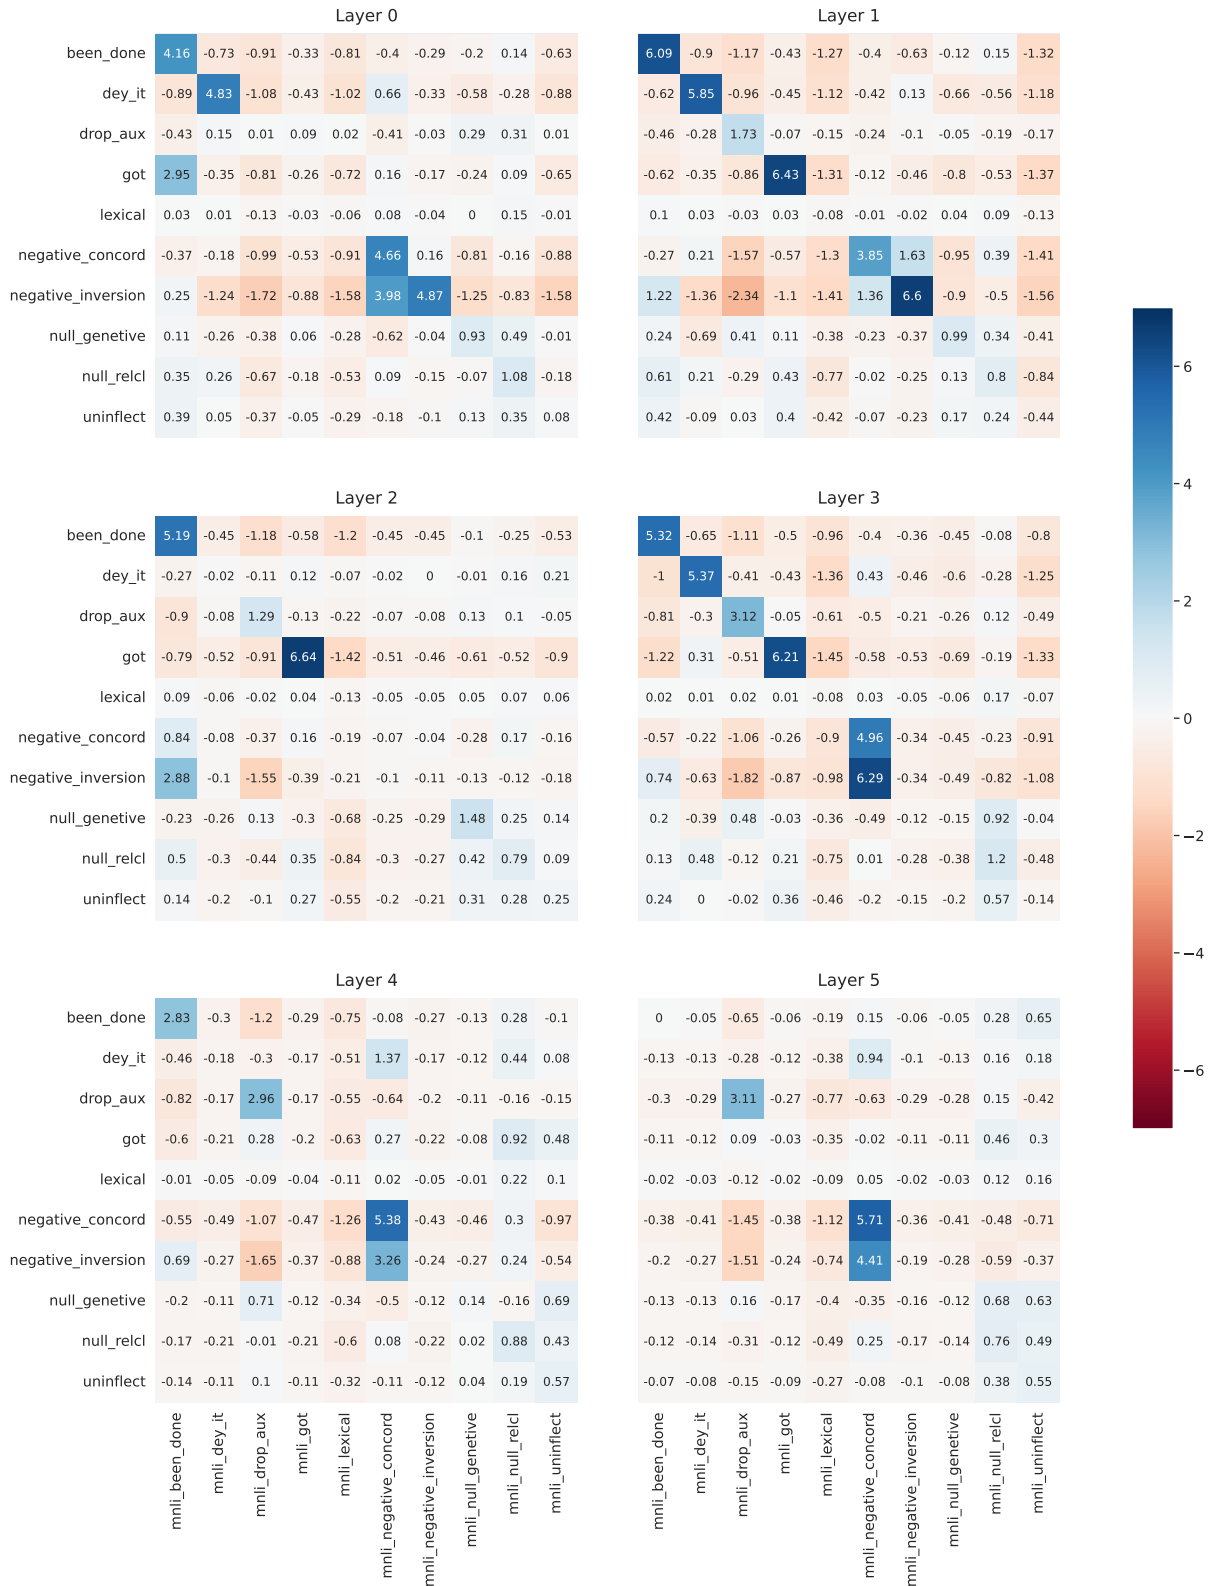 Layer 0
been_done 4.16 -0.73 -0.91 -0.33 -0.81 -0.4 -0.29 -0.2 0.14 -0.63
dey_it -0.89 4.83 -1.08 -0.43 -1.02 0.66 -0.33 -0.58 -0.28 -0.88
drop_aux -0.43 0.15 0.01 0.09 0.02 -0.41 -0.03 0.29 0.31 0.01
got 2.95 -0.35 -0.81 -0.26 -0.72 0.16 -0.17 -0.24 0.09 -0.65
lexical 0.03 0.01 -0.13 -0.03 -0.06 0.08 -0.04 0 0.15 -0.01
negative_concord -0.37 -0.18 -0.99 -0.53 -0.91 4.66 0.16 -0.81 -0.16 -0.88
negative_inversion 0.25 -1.24 -1.72 -0.88 -1.58 3.98 4.87 -1.25 -0.83 -1.58
null_genetive 0.11 -0.26 -0.38 0.06 -0.28 -0.62 -0.04 0.93 0.49 -0.01
null_relcl 0.35 0.26 -0.67 -0.18 -0.53 0.09 -0.15 -0.07 1.08 -0.18
uninflect 0.39 0.05 -0.37 -0.05 -0.29 -0.18 -0.1 0.13 0.35 0.08
Layer 1
6.09 -0.9 -1.17 -0.43 -1.27 -0.4 -0.63 -0.12 0.15 -1.32
-0.62 5.85 -0.96 -0.45 -1.12 -0.42 0.13 -0.66 -0.56 -1.18
-0.46 -0.28 1.73 -0.07 -0.15 -0.24 -0.1 -0.05 -0.19 -0.17
-0.62 -0.35 -0.86 6.43 -1.31 -0.12 -0.46 -0.8 -0.53 -1.37
0.1 0.03 -0.03 0.03 -0.08 -0.01 -0.02 0.04 0.09 -0.13
-0.27 0.21 -1.57 -0.57 -1.3 3.85 1.63 -0.95 0.39 -1.41
1.22 -1.36 -2.34 -1.1 -1.41 1.36 6.6 -0.9 -0.5 -1.56
0.24 -0.69 0.41 0.11 -0.38 -0.23 -0.37 0.99 0.34 -0.41
0.61 0.21 -0.29 0.43 -0.77 -0.02 -0.25 0.13 0.8 -0.84
0.42 -0.09 0.03 0.4 -0.42 -0.07 -0.23 0.17 0.24 -0.44
Layer 2
been_done 5.19 -0.45 -1.18 -0.58 -1.2 -0.45 -0.45 -0.1 -0.25 -0.53
dey_it -0.27 -0.02 -0.11 0.12 -0.07 -0.02 0 -0.01 0.16 0.21
drop_aux -0.9 -0.08 1.29 -0.13 -0.22 -0.07 -0.08 0.13 0.1 -0.05
got -0.79 -0.52 -0.91 6.64 -1.42 -0.51 -0.46 -0.61 -0.52 -0.9
lexical 0.09 -0.06 -0.02 0.04 -0.13 -0.05 -0.05 0.05 0.07 0.06
negative_concord 0.84 -0.08 -0.37 0.16 -0.19 -0.07 -0.04 -0.28 0.17 -0.16
negative_inversion 2.88 -0.1 -1.55 -0.39 -0.21 -0.1 -0.11 -0.13 -0.12 -0.18
null_genetive -0.23 -0.26 0.13 -0.3 -0.68 -0.25 -0.29 1.48 0.25 0.14
null_relcl 0.5 -0.3 -0.44 0.35 -0.84 -0.3 -0.27 0.42 0.79 0.09
uninflect 0.14 -0.2 -0.1 0.27 -0.55 -0.2 -0.21 0.31 0.28 0.25
Layer 3
5.32 -0.65 -1.11 -0.5 -0.96 -0.4 -0.36 -0.45 -0.08 -0.8
-1 5.37 -0.41 -0.43 -1.36 0.43 -0.46 -0.6 -0.28 -1.25
-0.81 -0.3 3.12 -0.05 -0.61 -0.5 -0.21 -0.26 0.12 -0.49
-1.22 0.31 -0.51 6.21 -1.45 -0.58 -0.53 -0.69 -0.19 -1.33
0.02 0.01 0.02 0.01 -0.08 0.03 -0.05 -0.06 0.17 -0.07
-0.57 -0.22 -1.06 -0.26 -0.9 4.96 -0.34 -0.45 -0.23 -0.91
0.74 -0.63 -1.82 -0.87 -0.98 6.29 -0.34 -0.49 -0.82 -1.08
0.2 -0.39 0.48 -0.03 -0.36 -0.49 -0.12 -0.15 0.92 -0.04
0.13 0.48 -0.12 0.21 -0.75 0.01 -0.28 -0.38 1.2 -0.48
0.24 0 -0.02 0.36 -0.46 -0.2 -0.15 -0.2 0.57 -0.14
Layer 4
been_done 2.83 -0.3 -1.2 -0.29 -0.75 -0.08 -0.27 -0.13 0.28 -0.1
dey_it -0.46 -0.18 -0.3 -0.17 -0.51 1.37 -0.17 -0.12 0.44 0.08
drop_aux -0.82 -0.17 2.96 -0.17 -0.55 -0.64 -0.2 -0.11 -0.16 -0.15
got -0.6 -0.21 0.28 -0.2 -0.63 0.27 -0.22 -0.08 0.92 0.48
lexical -0.01 -0.05 -0.09 -0.04 -0.11 0.02 -0.05 -0.01 0.22 0.1
negative_concord -0.55 -0.49 -1.07 -0.47 -1.26 5.38 -0.43 -0.46 0.3 -0.97
negative_inversion 0.69 -0.27 -1.65 -0.37 -0.88 3.26 -0.24 -0.27 0.24 -0.54
null_genetive -0.2 -0.11 0.71 -0.12 -0.34 -0.5 -0.12 0.14 -0.16 0.69
null_relcl -0.17 -0.21 -0.01 -0.21 -0.6 0.08 -0.22 0.02 0.88 0.43
uninflect -0.14 -0.11 0.1 -0.11 -0.32 -0.11 -0.12 0.04 0.19 0.57
mnli_been_done
mnli_dey_it
mnli_drop_aux
mnli_got
mnli_lexical
mnli_negative_concord
mnli_negative_inversion
mnli_null_genetive
mnli_null_relcl
mnli_uninflect
Layer 5
0 -0.05 -0.65 -0.06 -0.19 0.15 -0.06 -0.05 0.28 0.65
-0.13 -0.13 -0.28 -0.12 -0.38 0.94 -0.1 -0.13 0.16 0.18
-0.3 -0.29 3.11 -0.27 -0.77 -0.63 -0.29 -0.28 0.15 -0.42
-0.11 -0.12 0.09 -0.03 -0.35 -0.02 -0.11 -0.11 0.46 0.3
-0.02 -0.03 -0.12 -0.02 -0.09 0.05 -0.02 -0.03 0.12 0.16
-0.38 -0.41 -1.45 -0.38 -1.12 5.71 -0.36 -0.41 -0.48 -0.71
-0.2 -0.27 -1.51 -0.24 -0.74 4.41 -0.19 -0.28 -0.59 -0.37
-0.13 -0.13 0.16 -0.17 -0.4 -0.35 -0.16 -0.12 0.68 0.63
-0.12 -0.14 -0.31 -0.12 -0.49 0.25 -0.17 -0.14 0.76 0.49
-0.07 -0.08 -0.15 -0.09 -0.27 -0.08 -0.1 -0.08 0.38 0.55
mnli_been_done
mnli_dey_it
mnli_drop_aux
mnli_got
mnli_lexical
mnli_negative_concord
mnli_negative_inversion
mnli_null_genetive
mnli_null_relcl
mnli_uninflect
6
4
2
0
−2
−4
−6